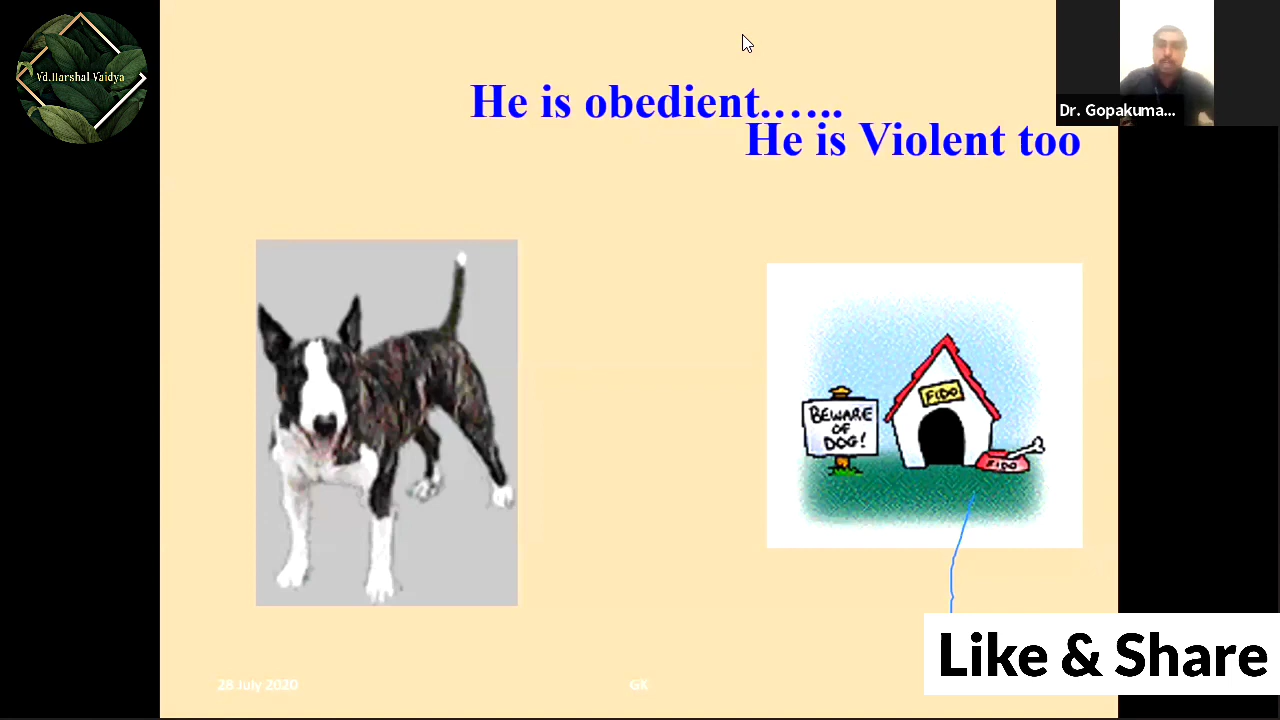 Vd.Harshal Vaidya
He is obedient......
He is Violent too
Dr. Gopakuma...
FIDO
BEWARE
OF
DOG!
FIDO
28 July 2020
GK
Like & Share